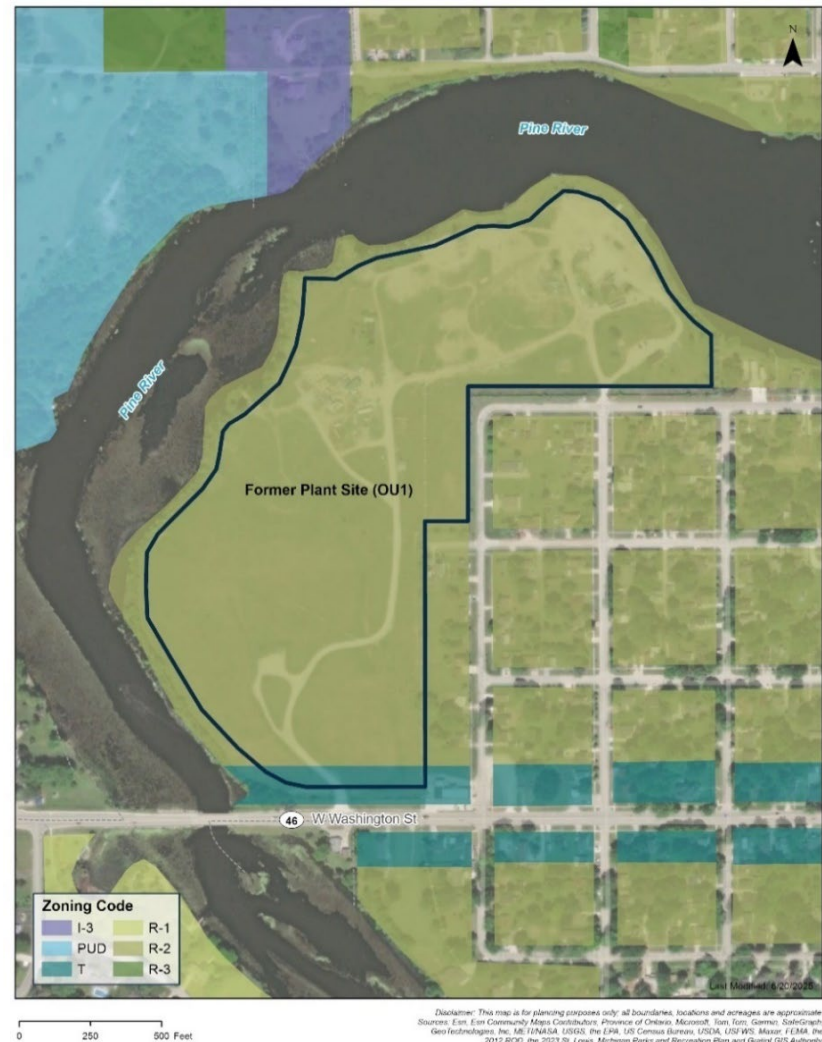 N
Pine River
Pine River
Former Plant Site (OU1)
46 W Washington St
Zoning Code
I-3
R-1
PUD
R-2
T
R-3
Last Modified: 6/20/2025
0 250 500 Feet
Disclaimer: This map is for planning purposes only; all boundaries, locations and acreages are approximate.
Sources: Esri, Esri Community Maps Contributors, Province of Ontario, Microsoft, TomTom, Garmin, SafeGraph,
GeoTechnologies, Inc, METI/NASA, USGS, the EPA, US Census Bureau, USDA, USFWS, Maxar, FEMA, the
2012 ROD, the 2023 St. Louis, Michigan Parks and Recreation Plan and Gratiot GIS Authority